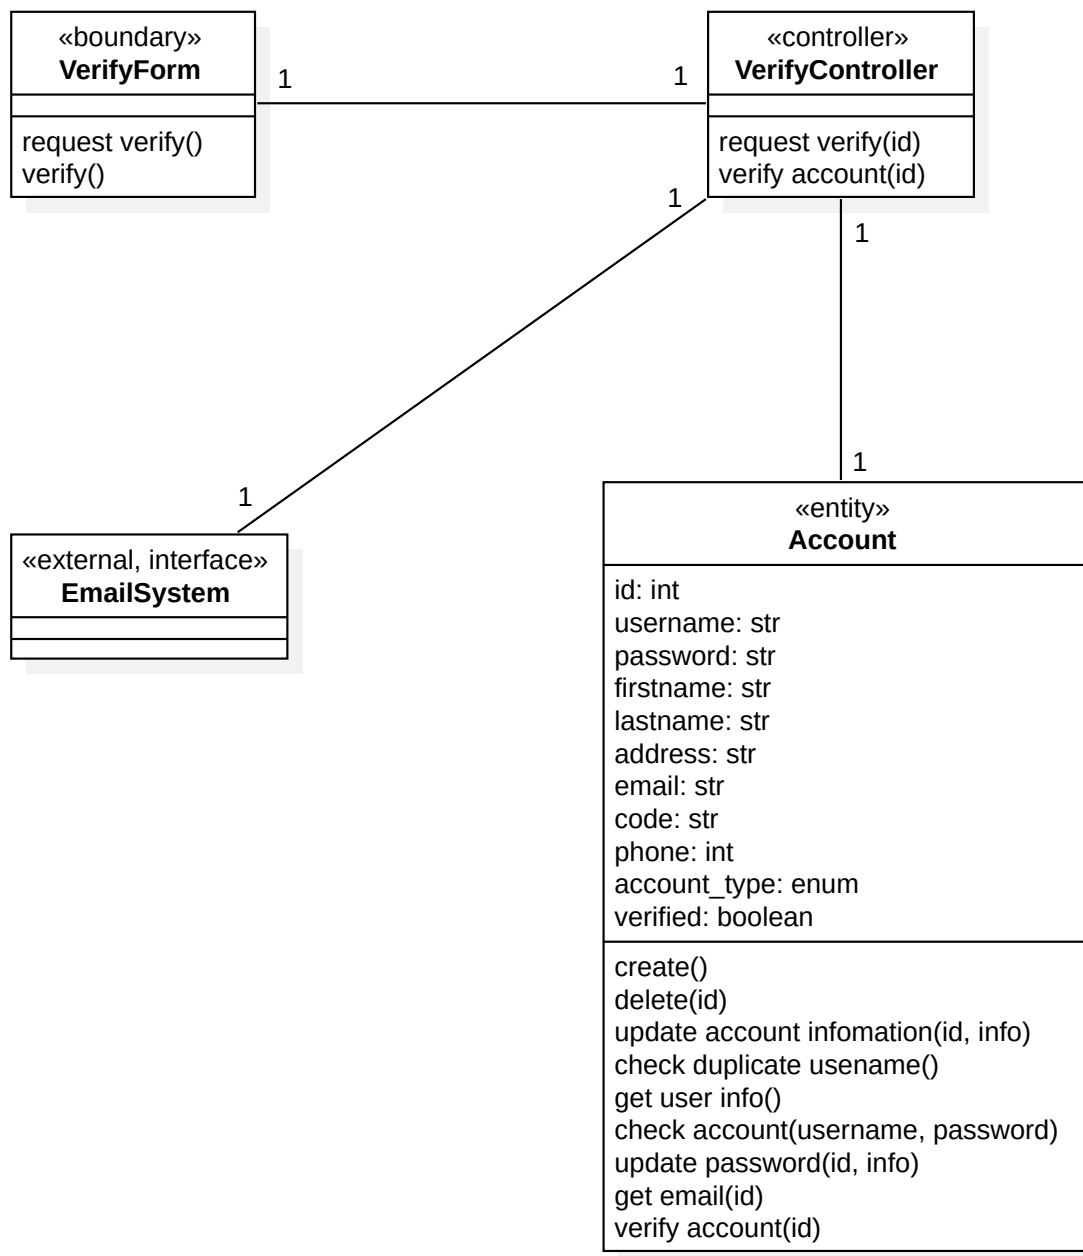 «boundary»
VerifyForm
request verify()
verify()
1
1
«controller»
VerifyController
request verify(id)
verify account(id)
1
1
1
1
«external, interface»
EmailSystem
«entity»
Account
id: int
username: str
password: str
firstname: str
lastname: str
address: str
email: str
code: str
phone: int
account_type: enum
verified: boolean
create()
delete(id)
update account infomation(id, info)
check duplicate usename()
get user info()
check account(username, password)
update password(id, info)
get email(id)
verify account(id)